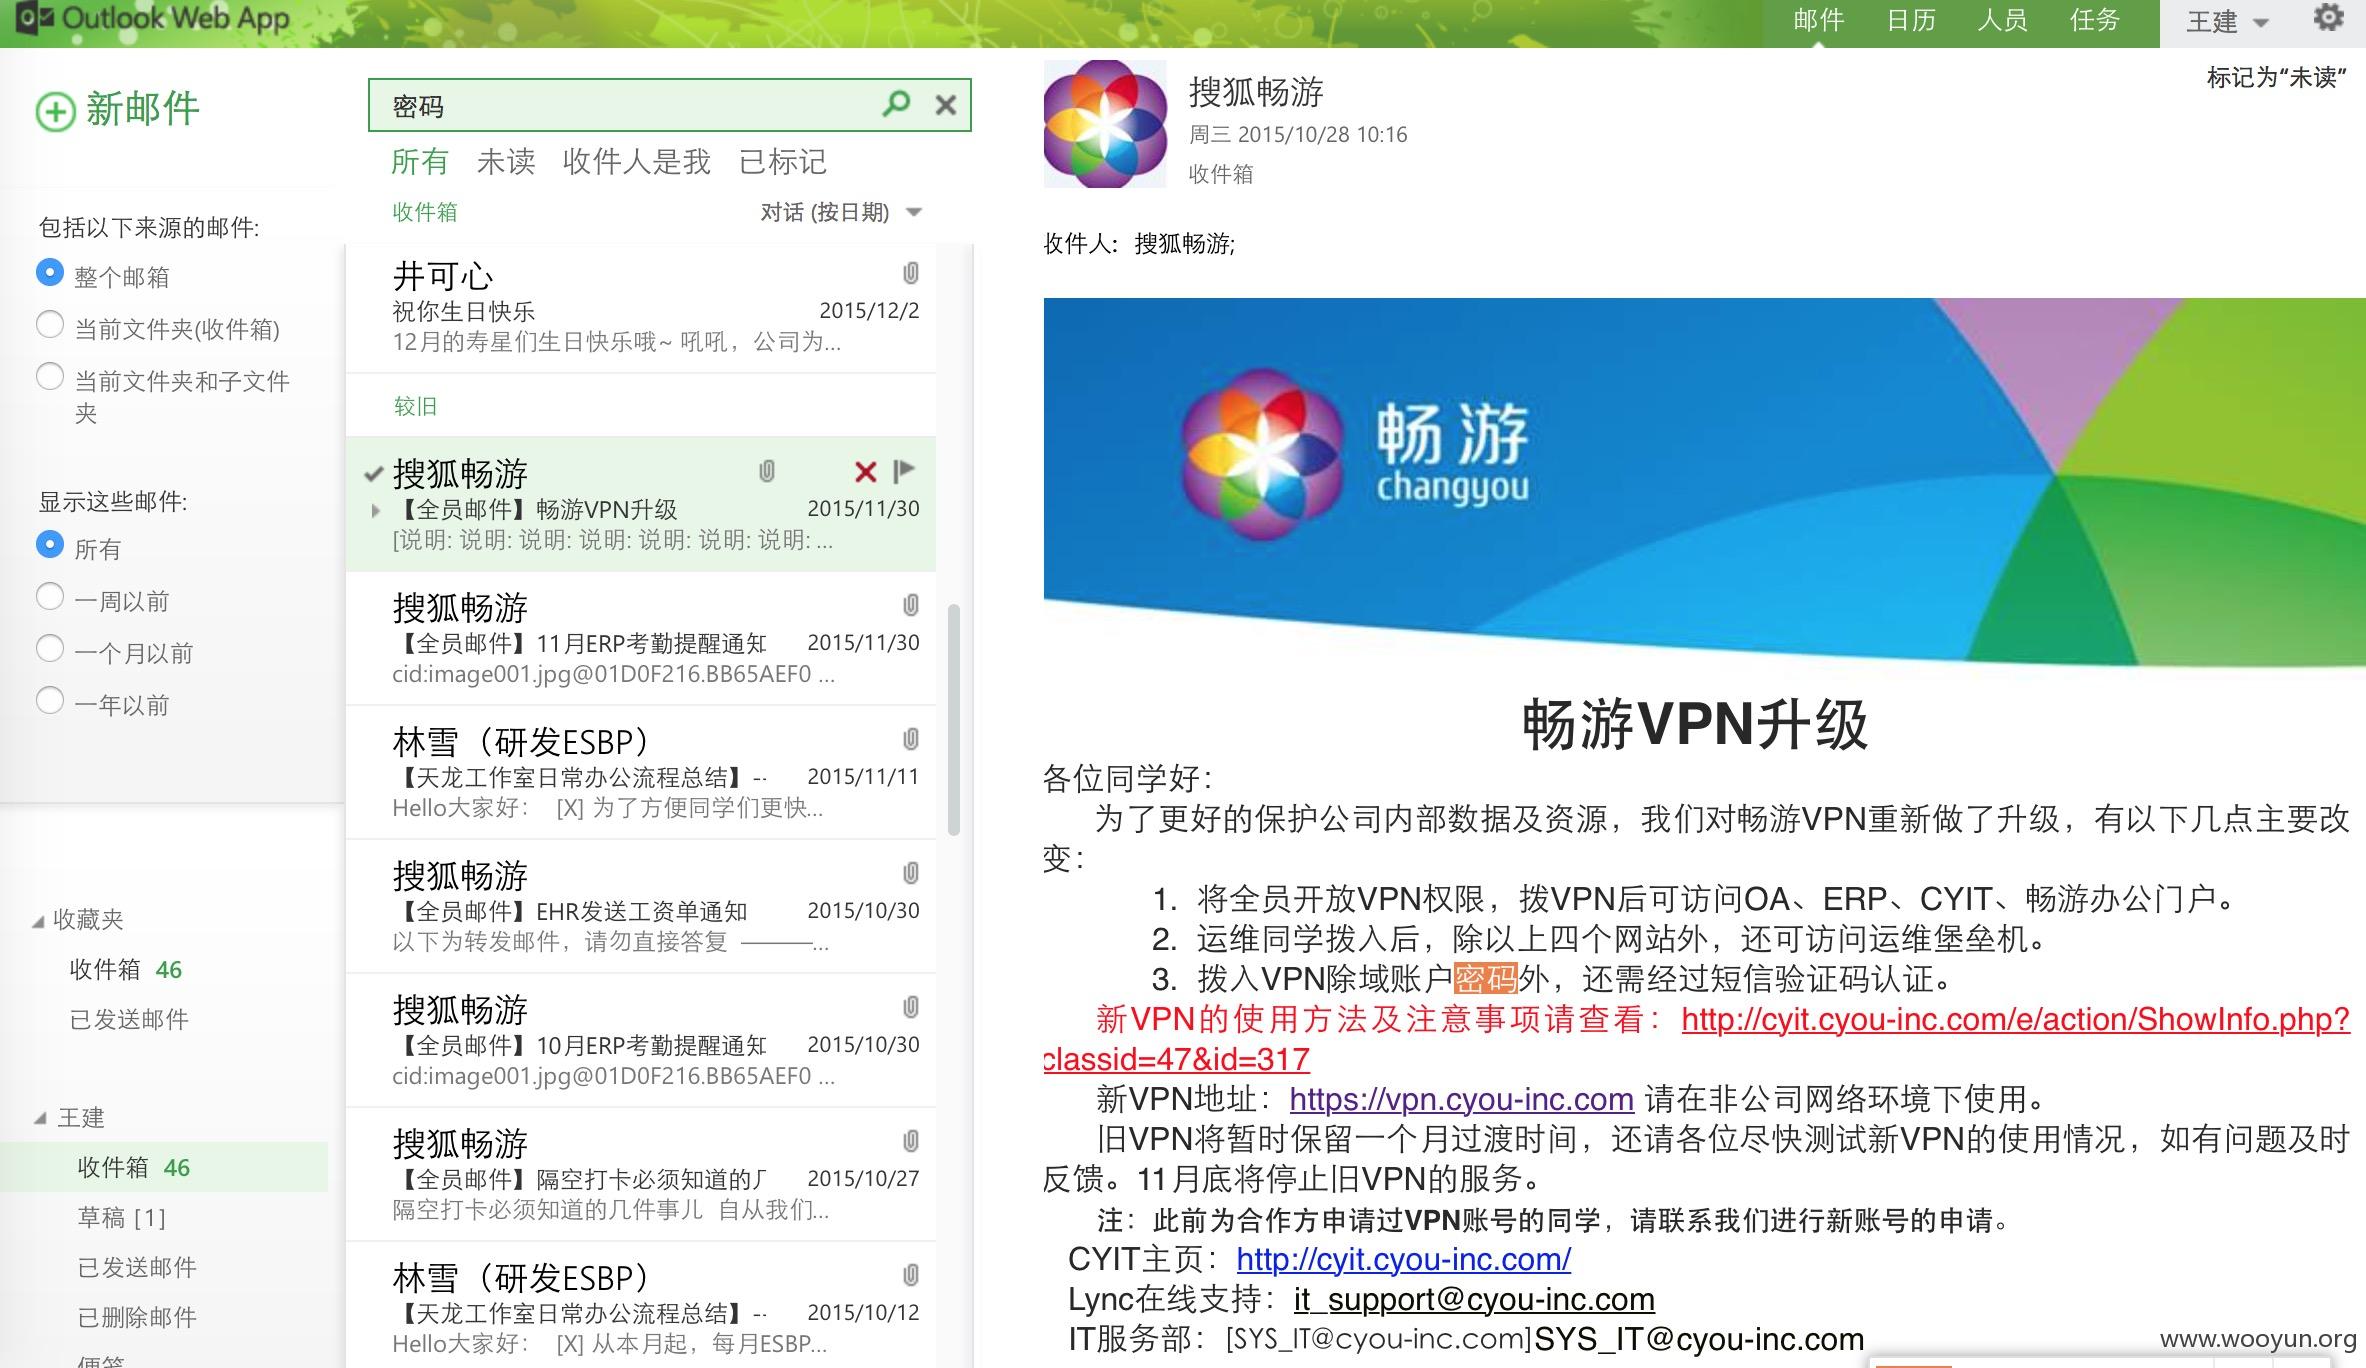 Outlook Web App
邮件 日历 人员 任务 王建
新邮件
包括以下来源的邮件:
整个邮箱
当前文件夹(收件箱)
当前文件夹和子文件
夹
显示这些邮件:
所有
一周以前
一个月以前
一年以前
收藏夹
收件箱 46
已发送邮件
王建
收件箱 46
草稿 [1]
已发送邮件
已删除邮件
便笺
密码
所有 未读 收件人是我 已标记
收件箱 对话 (按日期)
井可心
祝你生日快乐 2015/12/2
12月的寿星们生日快乐哦~ 吼吼，公司为...
较旧
搜狐畅游
【全员邮件】畅游VPN升级 2015/11/30
[说明: 说明: 说明: 说明: 说明: 说明: 说明: ...
搜狐畅游
【全员邮件】11月ERP考勤提醒通知 2015/11/30
cid:image001.jpg@01D0F216.BB65AEF0 ...
林雪（研发ESBP）
【天龙工作室日常办公流程总结】-- 2015/11/11
Hello大家好： [X] 为了方便同学们更快...
搜狐畅游
【全员邮件】EHR发送工资单通知 2015/10/30
以下为转发邮件，请勿直接答复 ———...
搜狐畅游
【全员邮件】10月ERP考勤提醒通知 2015/10/30
cid:image001.jpg@01D0F216.BB65AEF0 ...
搜狐畅游
【全员邮件】隔空打卡必须知道的 2015/10/27
隔空打卡必须知道的几件事儿 自从我们...
林雪（研发ESBP）
【天龙工作室日常办公流程总结】-- 2015/10/12
Hello大家好： [X] 从本月起，每月ESBP...
搜狐畅游
标记为“未读”
周三 2015/10/28 10:16
收件箱
收件人: 搜狐畅游;
畅游
changyou
畅游VPN升级
各位同学好：
为了更好的保护公司内部数据及资源，我们对畅游VPN重新做了升级，有以下几点主要改
变：
1. 将全员开放VPN权限，拨VPN后可访问OA、ERP、CYIT、畅游办公门户。
2. 运维同学拨入后，除以上四个网站外，还可访问运维堡垒机。
3. 拨入VPN除域账户密码外，还需经过短信验证码认证。
新VPN的使用方法及注意事项请查看：http://cyit.cyou-inc.com/e/action/ShowInfo.php?
classid=47&id=317
新VPN地址：https://vpn.cyou-inc.com 请在非公司网络环境下使用。
旧VPN将暂时保留一个月过渡时间，还请各位尽快测试新VPN的使用情况，如有问题及时
反馈。11月底将停止旧VPN的服务。
注：此前为合作方申请过VPN账号的同学，请联系我们进行新账号的申请。
CYIT主页：http://cyit.cyou-inc.com/
Lync在线支持：it_support@cyou-inc.com
IT服务部：[SYS_IT@cyou-inc.com]SYS_IT@cyou-inc.com
www.wooyun.org